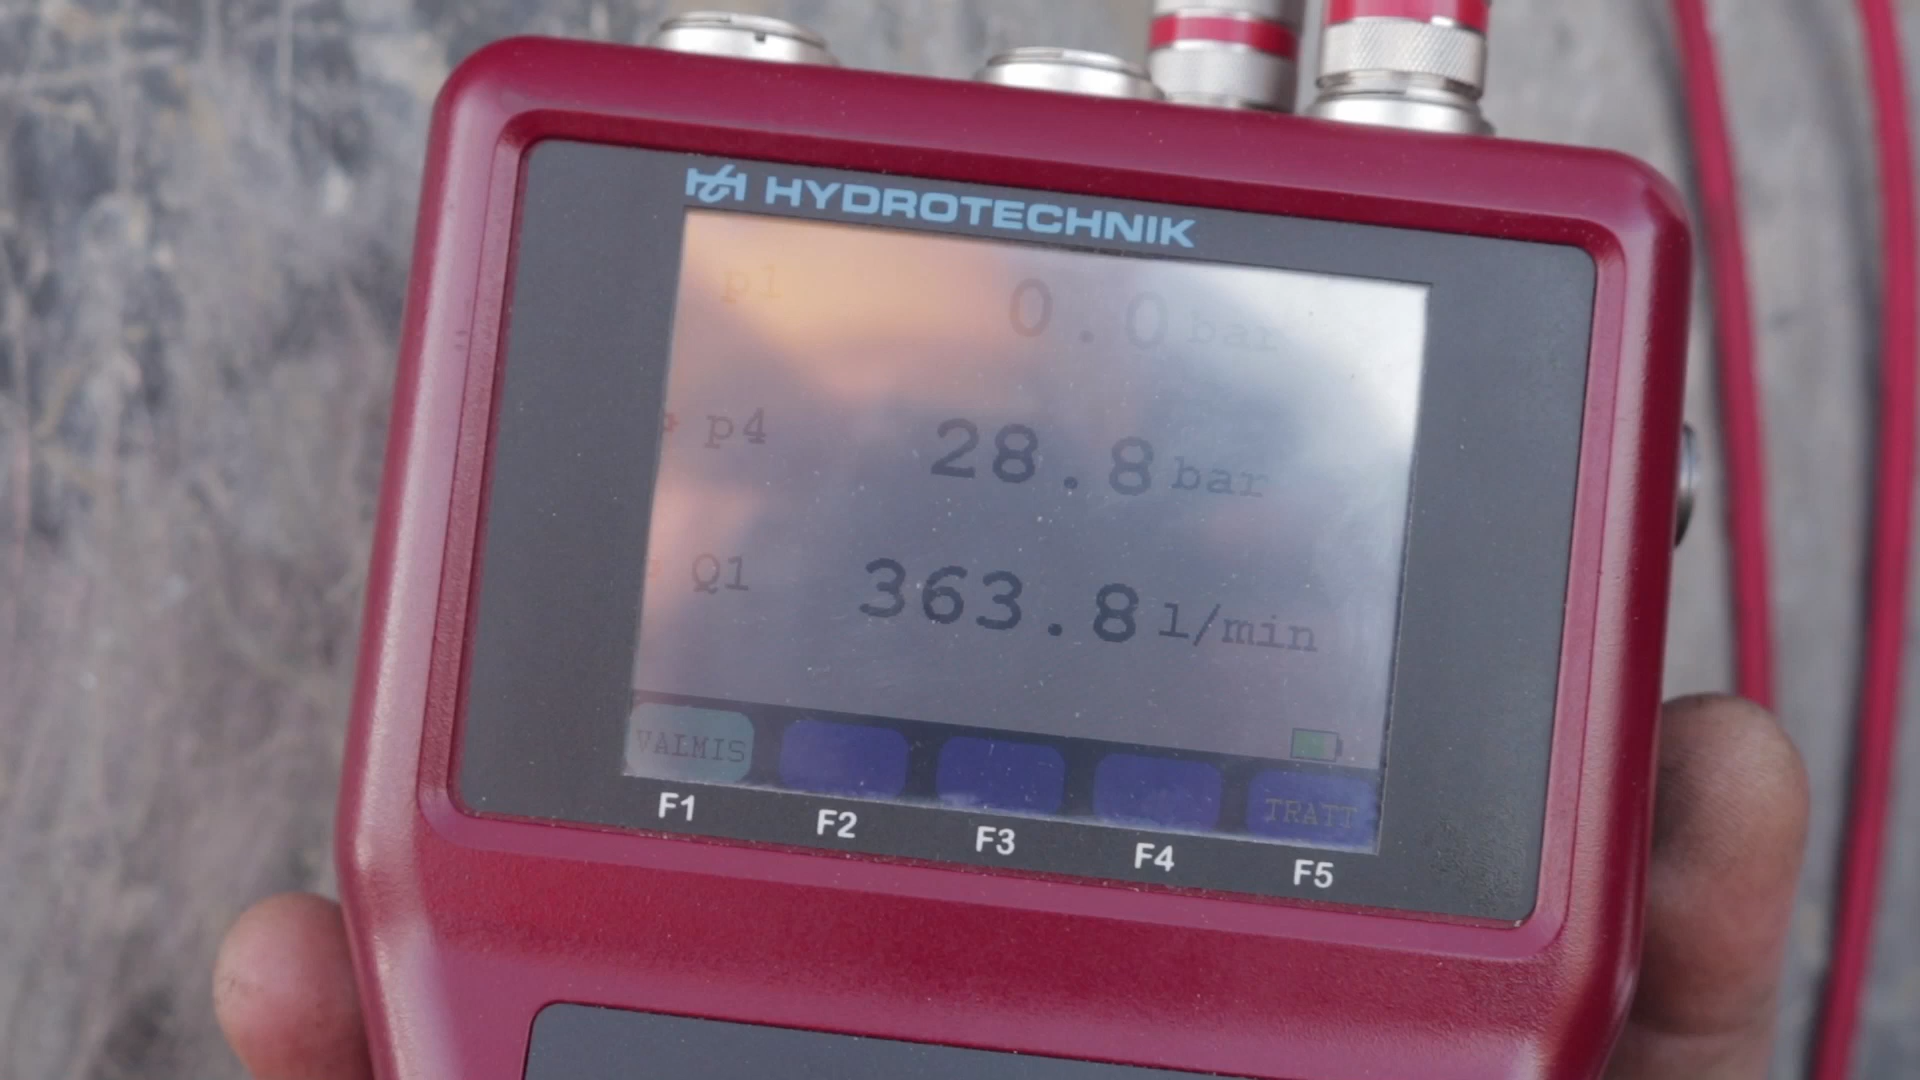 HYDROTECHNIK
p1 0.0 bar
p4 28.8 bar
Q1 363.8 l/min
VALMIS TRATT
F1 F2 F3 F4 F5